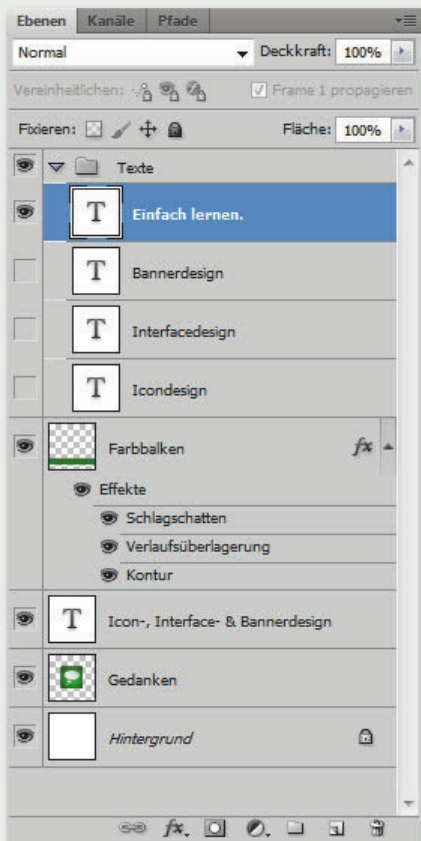 Ebenen Kanäle Pfade
Normal Deckkraft: 100%
Vereinheitlichen: Frame 1 propagieren
Fixieren: Fläche: 100%
Texte
T Einfach lernen.
T Bannerdesign
T Interfacedesign
T Icondesign
Farbbalken fx
Effekte
Schlagschatten
Verlaufsüberlagerung
Kontur
T Icon-, Interface- & Bannerdesign
Gedanken
Hintergrund
fx.